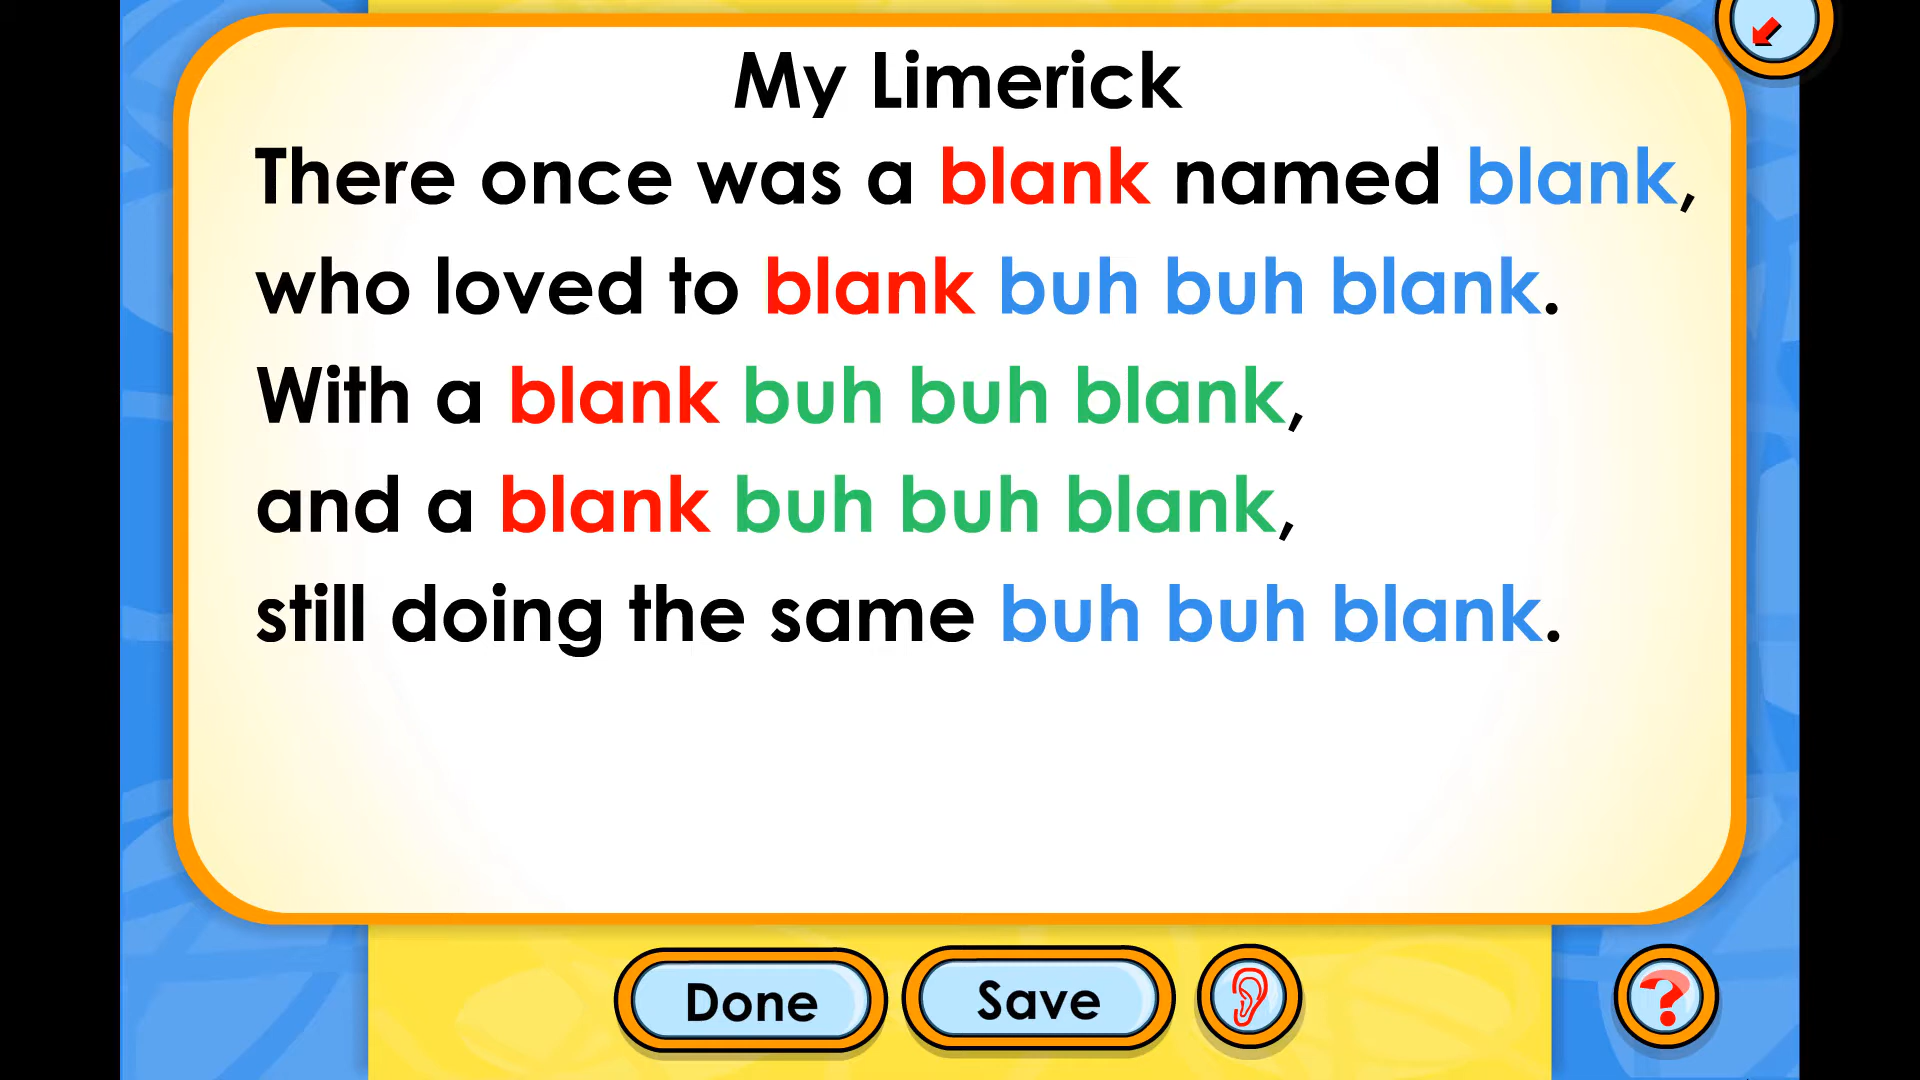 My Limerick
There once was a blank named blank,
who loved to blank buh buh blank.
With a blank buh buh blank,
and a blank buh buh blank,
still doing the same buh buh blank.
Done Save ?